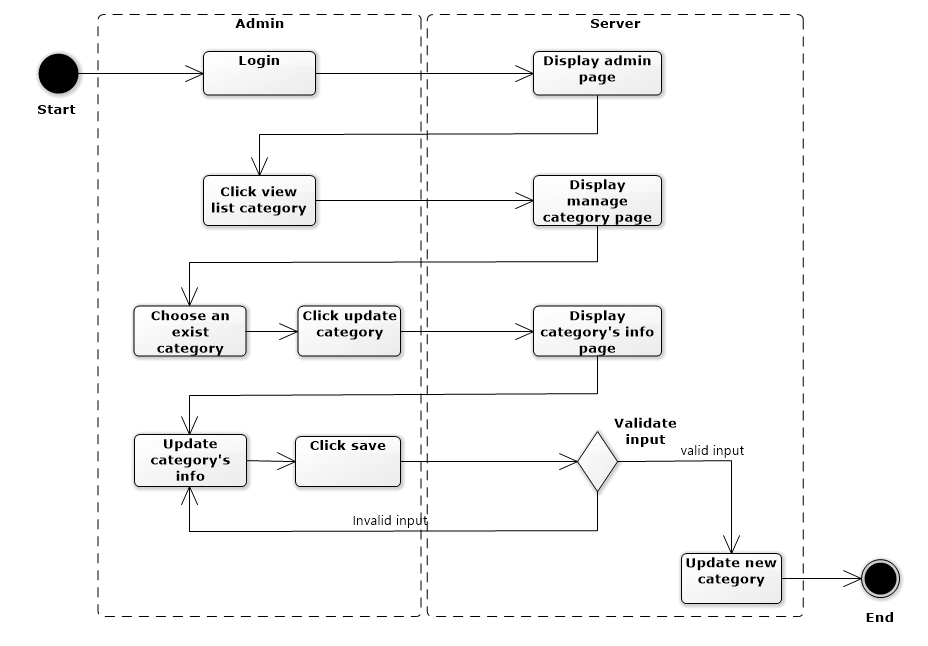 Admin
Server
Start
Login
Display admin
page
Click view
list category
Display
manage
category page
Choose an
exist
category
Click update
category
Display
category's info
page
Update
category's
info
Click save
Validate
input
valid input
Invalid input
Update new
category
End